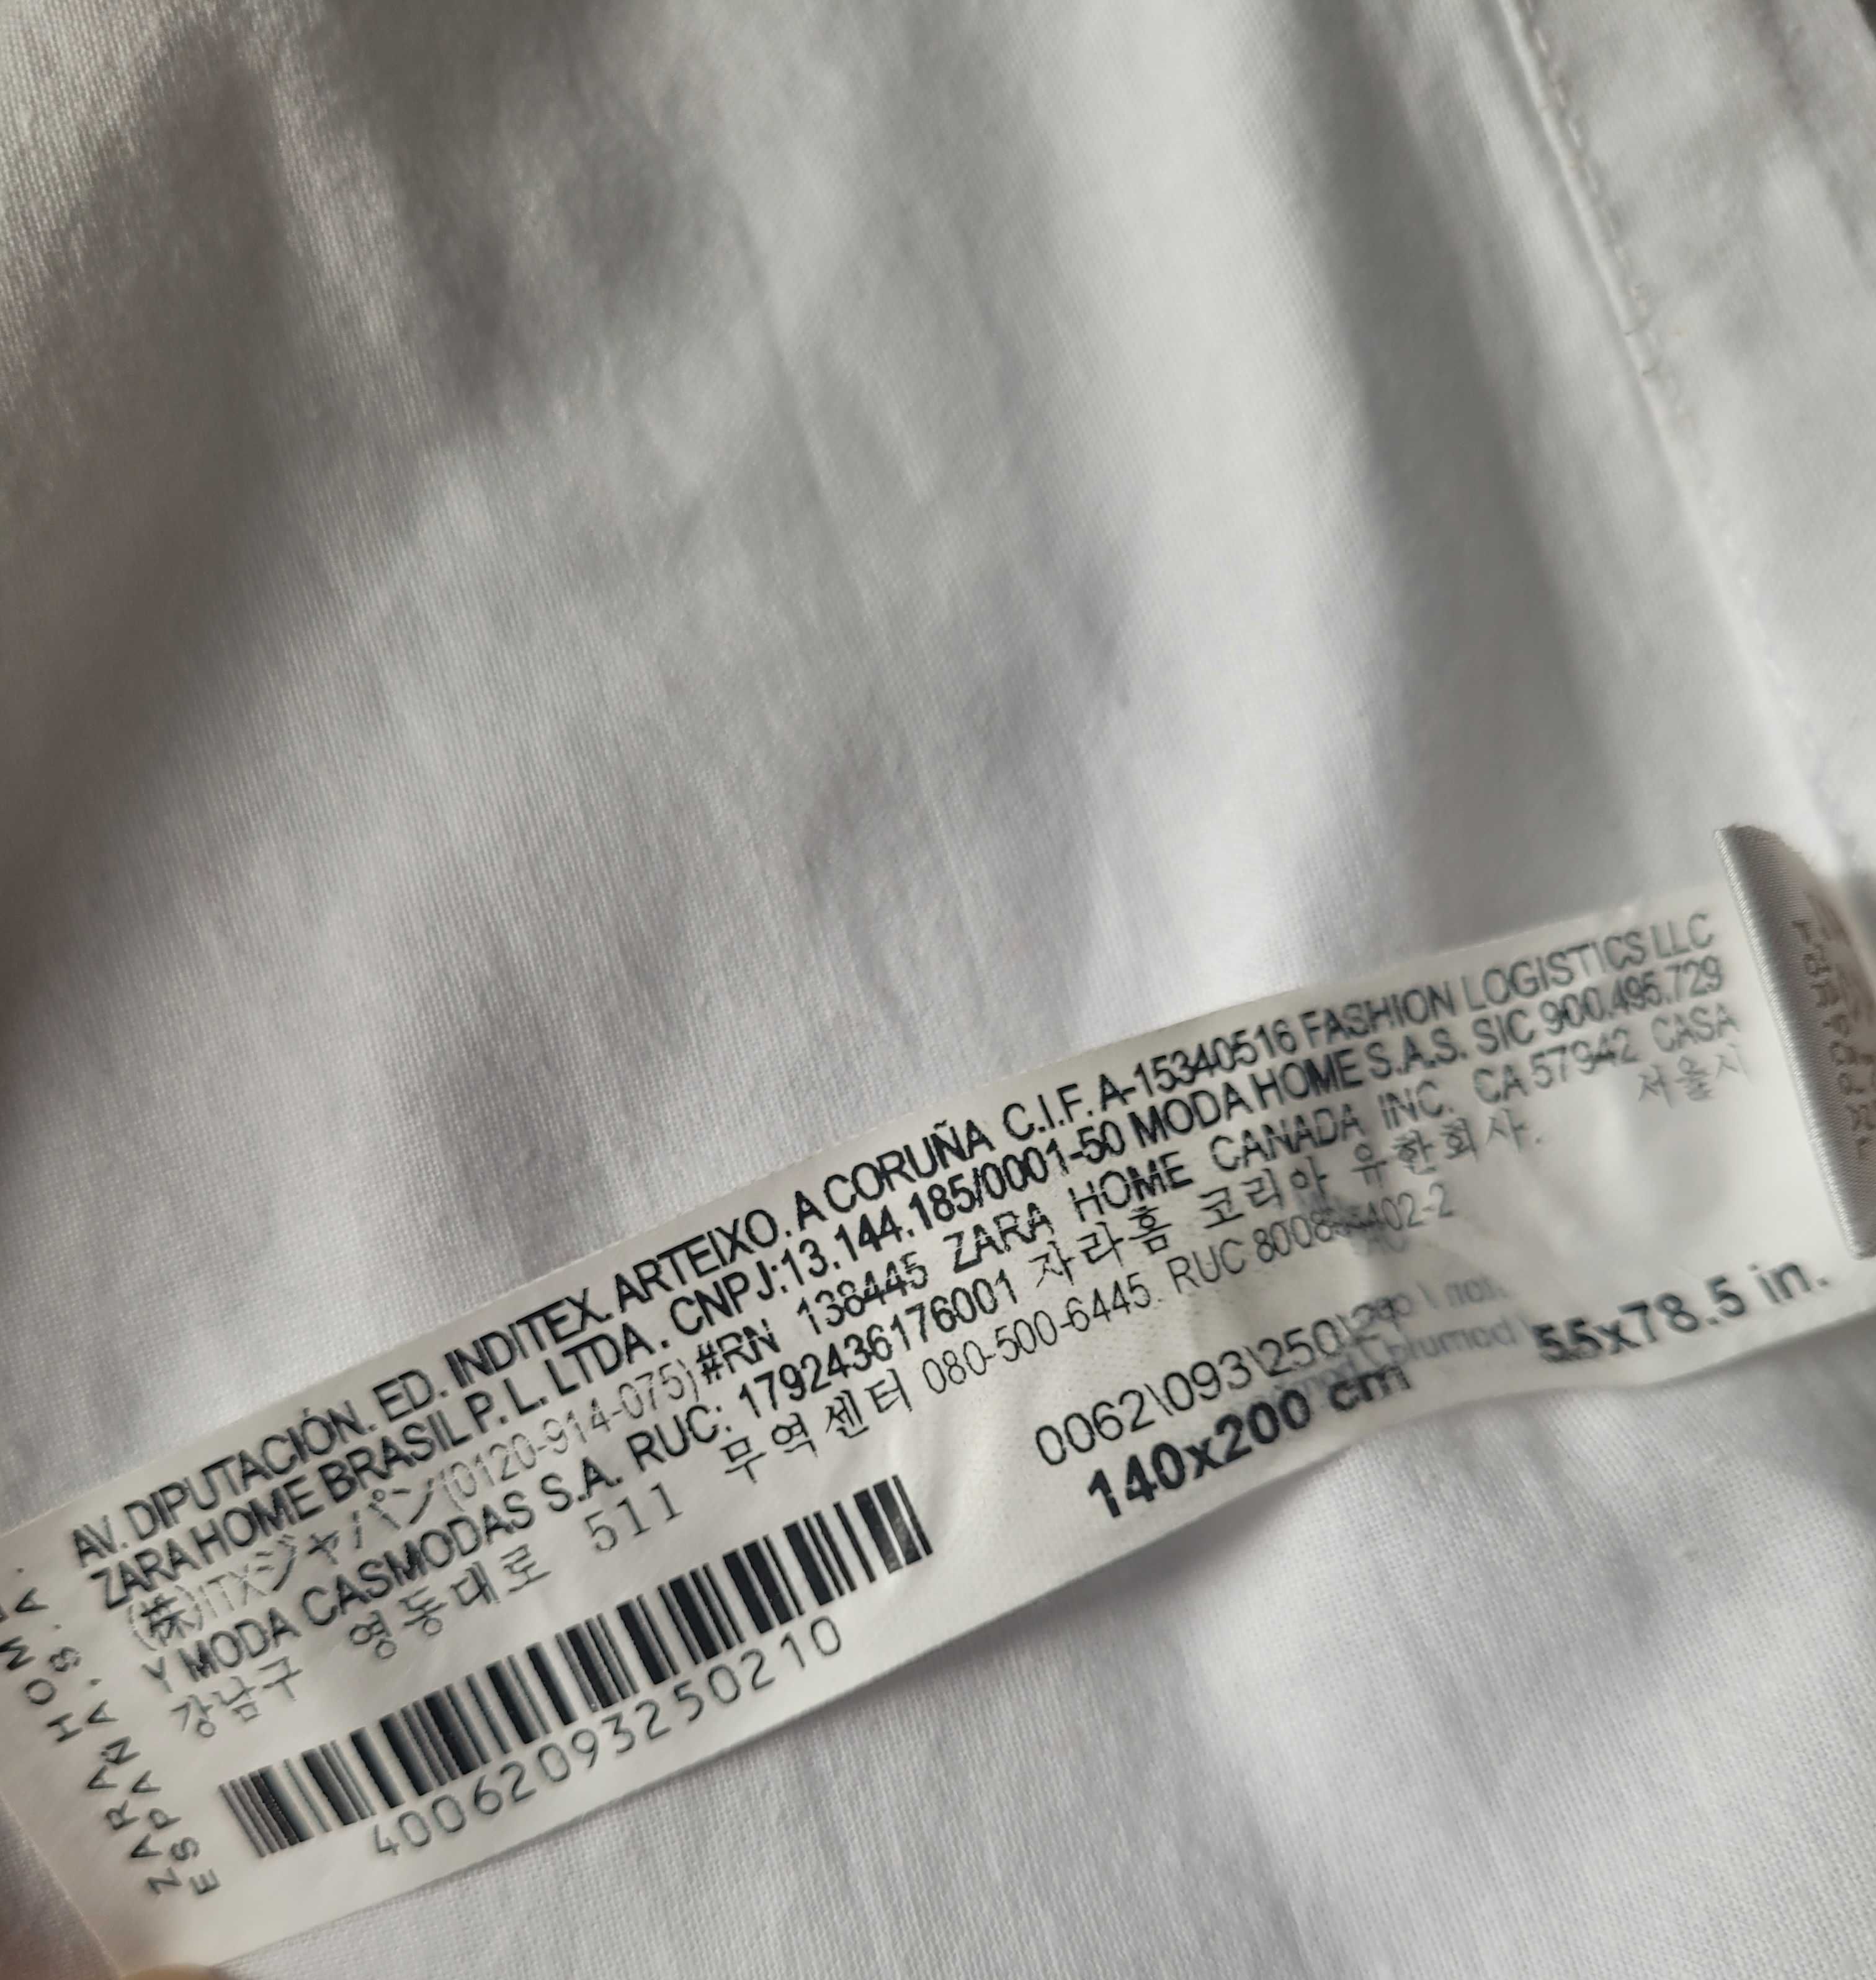 AV. DIPUTACIÓN. ED. INDITEX. ARTEIXO. A CORUÑA C.I.F. A-15340516 FASHION LOGISTICS LLC
ZARA HOME BRASIL P. L. LTDA. CNPJ:13.144.185/0001-50 MODA HOME S.A.S. SIC 900.495.729
(株)ITXジャパン(0120-914-075)#RN 138445 ZARA HOME CANADA INC. CA 57942 CASA
Y MODA CASMODAS S.A. RUC: 1792436176001 자라홈 코리아 유한회사. 서울시
강남구 영동대로 511 무역센터 080-500-6445. RUC
0062\093\250\
140x200 cm 55x78.5 in.
40062093250210
ZARA HOME
ESPAÑA, S.A.